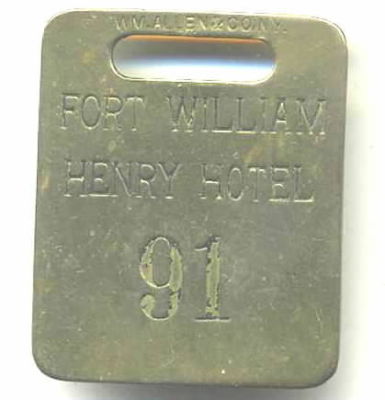 WM. ALLEN & CO. N.Y.
FORT WILLIAM
HENRY HOTEL
91